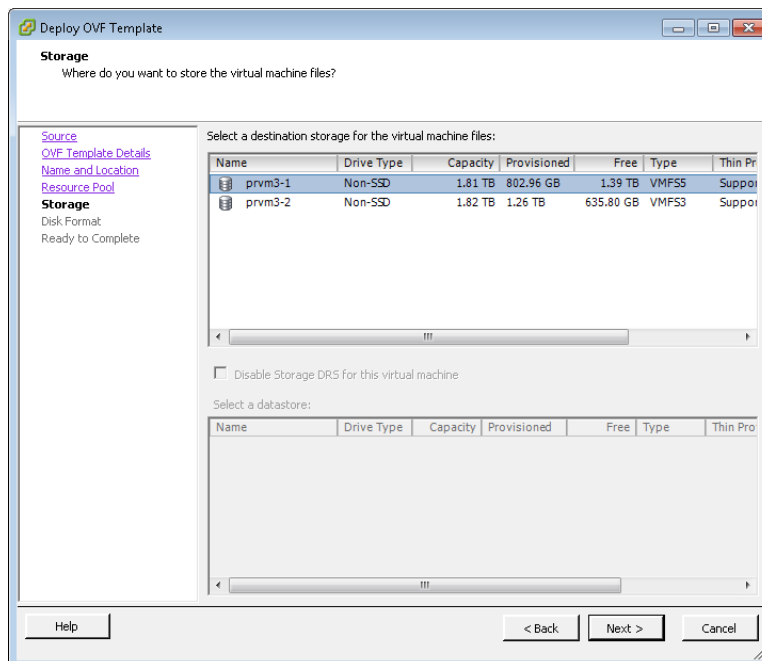 Deploy OVF Template
Storage
Where do you want to store the virtual machine files?
Source
OVF Template Details
Name and Location
Resource Pool
Storage
Disk Format
Ready to Complete
Select a destination storage for the virtual machine files:
Name Drive Type Capacity Provisioned Free Type Thin Pro
prvm3-1 Non-SSD 1.81 TB 802.96 GB 1.39 TB VMFS5 Suppor
prvm3-2 Non-SSD 1.82 TB 1.26 TB 635.80 GB VMFS3 Suppor
Disable Storage DRS for this virtual machine
Select a datastore:
Name Drive Type Capacity Provisioned Free Type Thin Pro
Help < Back Next > Cancel